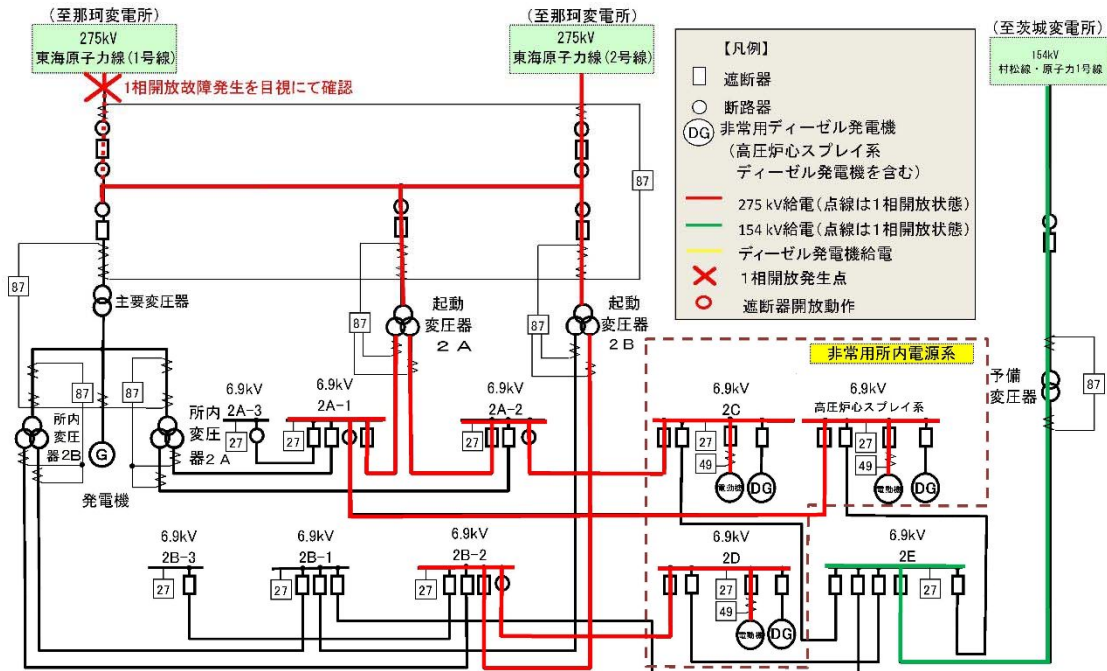 (至那珂変電所)
275kV
東海原子力線(1号線)
1相開放故障発生を目視にて確認
(至那珂変電所)
275kV
東海原子力線(2号線)
(至茨城変電所)
154kV
村松線・原子力1号線
【凡例】
遮断器
断路器
DG
非常用ディーゼル発電機
(高圧炉心スプレイ系
ディーゼル発電機を含む)
275 kV給電(点線は1相開放状態)
154 kV給電(点線は1相開放状態)
ディーゼル発電機給電
1相開放発生点
遮断器開放動作
87
87
主要変圧器
87
起動
変圧器
2A
87
起動
変圧器
2B
87
87
所内
変圧
器2B
G
発電機
所内
変圧
器2A
非常用所内電源系
予備
変圧器
87
6.9kV
2A-3
27
6.9kV
2A-1
27
6.9kV
2A-2
27
6.9kV
2C
27
49
電動機
DG
6.9kV
高圧炉心スプレイ系
27
49
電動機
DG
6.9kV
2B-3
27
6.9kV
2B-1
27
6.9kV
2B-2
27
6.9kV
2D
27
49
電動機
DG
6.9kV
2E
27